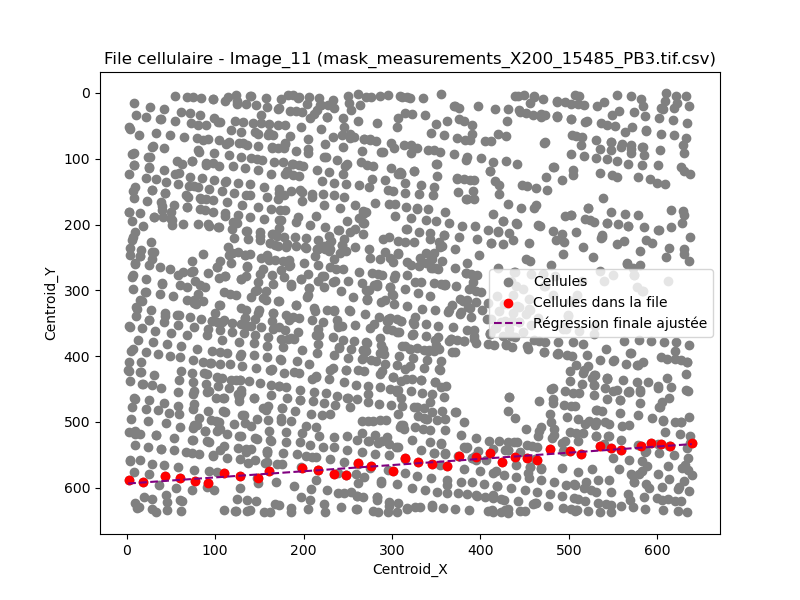 File cellulaire - Image_11 (mask_measurements_X200_15485_PB3.tif.csv)
Centroid_Y
0
100
200
300
400
500
600
Cellules
Cellules dans la file
Régression finale ajustée
0 100 200 300 400 500 600
Centroid_X